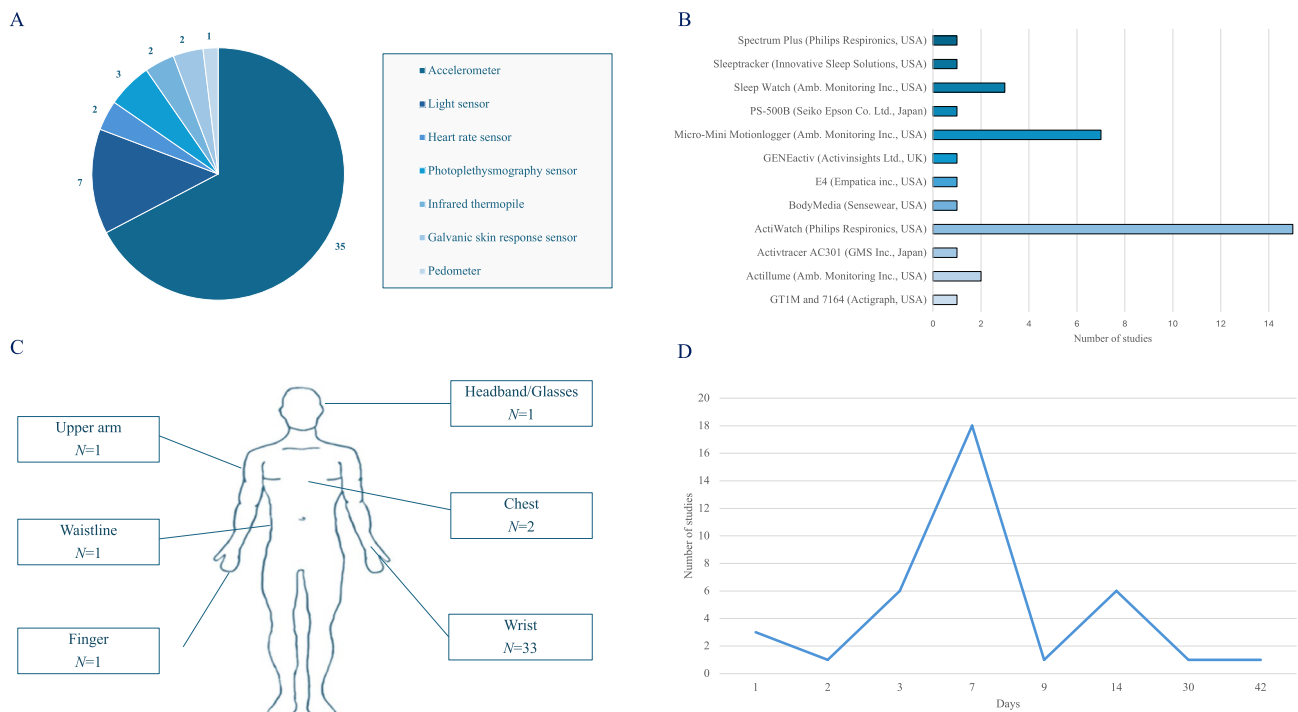 A
2
2
1
3
2
7
35
Accelerometer
Light sensor
Heart rate sensor
Photoplethysmography sensor
Infrared thermopile
Galvanic skin response sensor
Pedometer
B
Spectrum Plus (Philips Respironics, USA)
Sleeptracker (Innovative Sleep Solutions, USA)
Sleep Watch (Amb. Monitoring Inc., USA)
PS-500B (Seiko Epson Co. Ltd., Japan)
Micro-Mini Motionlogger (Amb. Monitoring Inc., USA)
GENEactiv (Activinsights Ltd., UK)
E4 (Empatica inc., USA)
BodyMedia (Sensewear, USA)
ActiWatch (Philips Respironics, USA)
Activtracer AC301 (GMS Inc., Japan)
Actillume (Amb. Monitoring Inc., USA)
GT1M and 7164 (Actigraph, USA)
0 2 4 6 8 10 12 14
Number of studies
C
Headband/Glasses
N=1
Upper arm
N=1
Chest
N=2
Waistline
N=1
Wrist
N=33
Finger
N=1
D
20
18
16
14
12
10
8
6
4
2
0
Number of studies
1 2 3 7 9 14 30 42
Days